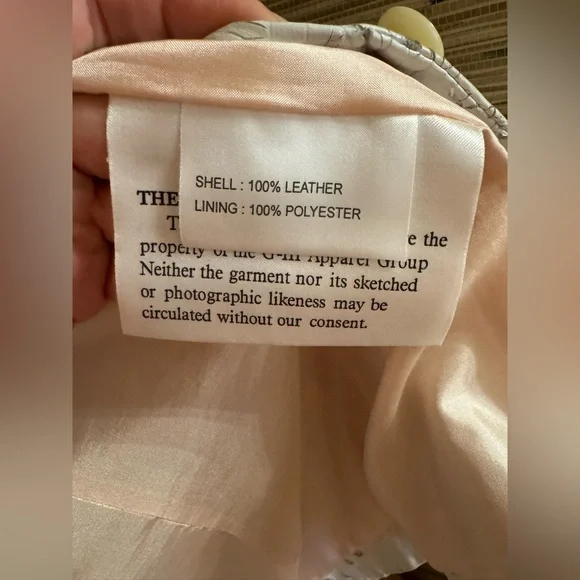 SHELL : 100% LEATHER
LINING : 100% POLYESTER
THE
T
e the
property of the G-III Apparel Group
Neither the garment nor its sketched
or photographic likeness may be
circulated without our consent.